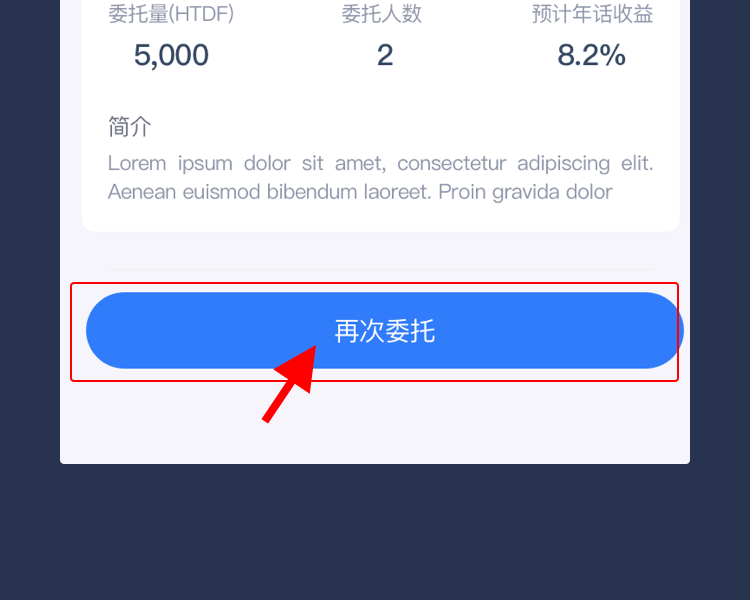 委托量(HTDF) 委托人数 预计年话收益
5,000 2 8.2%
简介
Lorem ipsum dolor sit amet, consectetur adipiscing elit.
Aenean euismod bibendum laoreet. Proin gravida dolor
再次委托